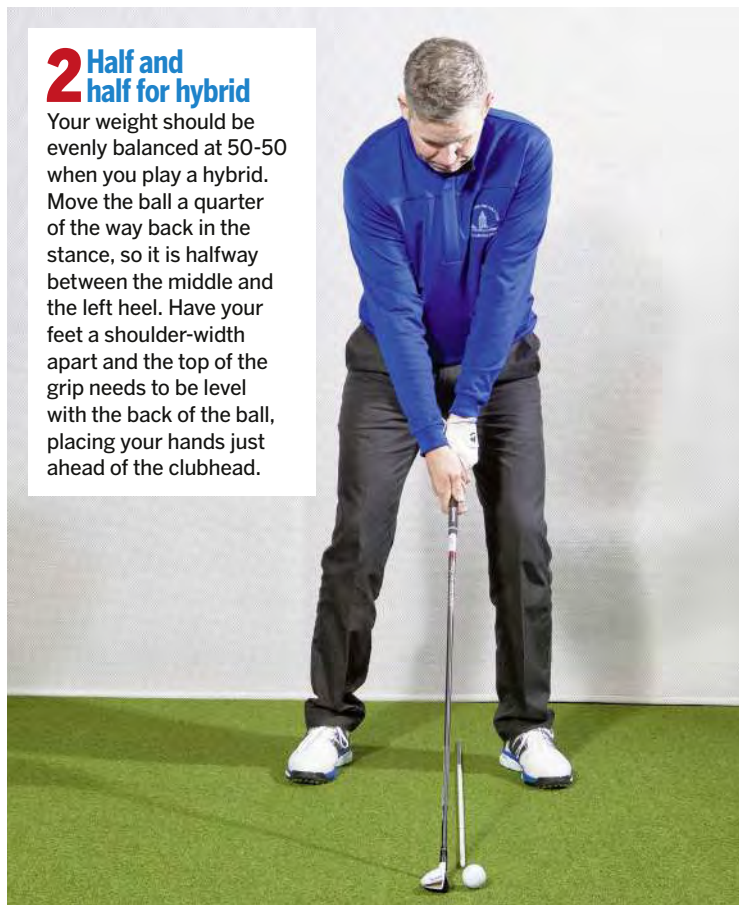 2 Half and
half for hybrid
Your weight should be
evenly balanced at 50-50
when you play a hybrid.
Move the ball a quarter
of the way back in the
stance, so it is halfway
between the middle and
the left heel. Have your
feet a shoulder-width
apart and the top of the
grip needs to be level
with the back of the ball,
placing your hands just
ahead of the clubhead.